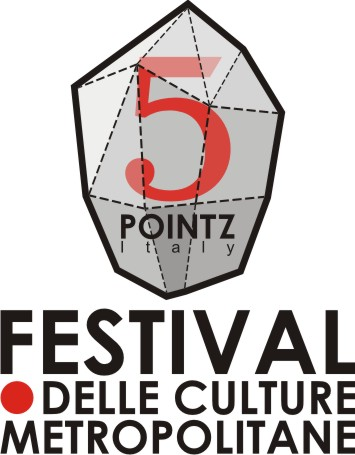 5
POINTZ
Italy
FESTIVAL
DELLE CULTURE
METROPOLITANE